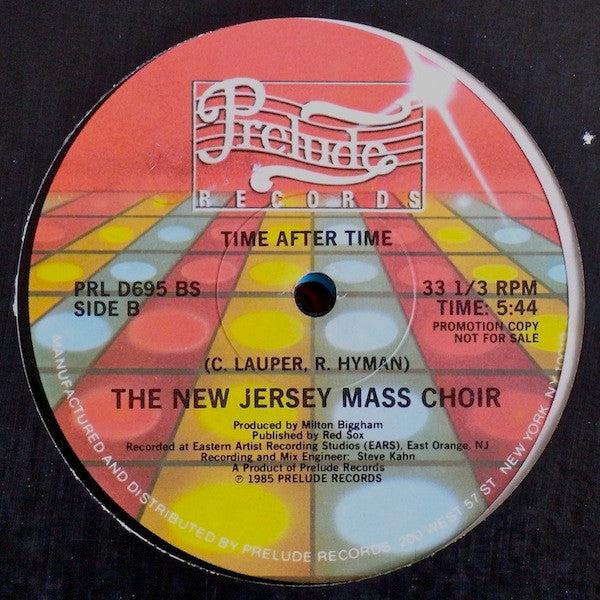 Prelude
RECORDS
TIME AFTER TIME
PRL D695 BS
SIDE B
33 1/3 RPM
TIME: 5:44
PROMOTION COPY
NOT FOR SALE
(C. LAUPER, R. HYMAN)
THE NEW JERSEY MASS CHOIR
Produced by Milton Biggham
Published by Red Sox
Recorded at Eastern Artist Recording Studios (EARS), East Orange, NJ
Recording and Mix Engineer: Steve Kahn
A Product of Prelude Records
℗ 1985 PRELUDE RECORDS
MANUFACTURED AND DISTRIBUTED BY PRELUDE RECORDS 200 WEST 57 ST NEW YORK NY